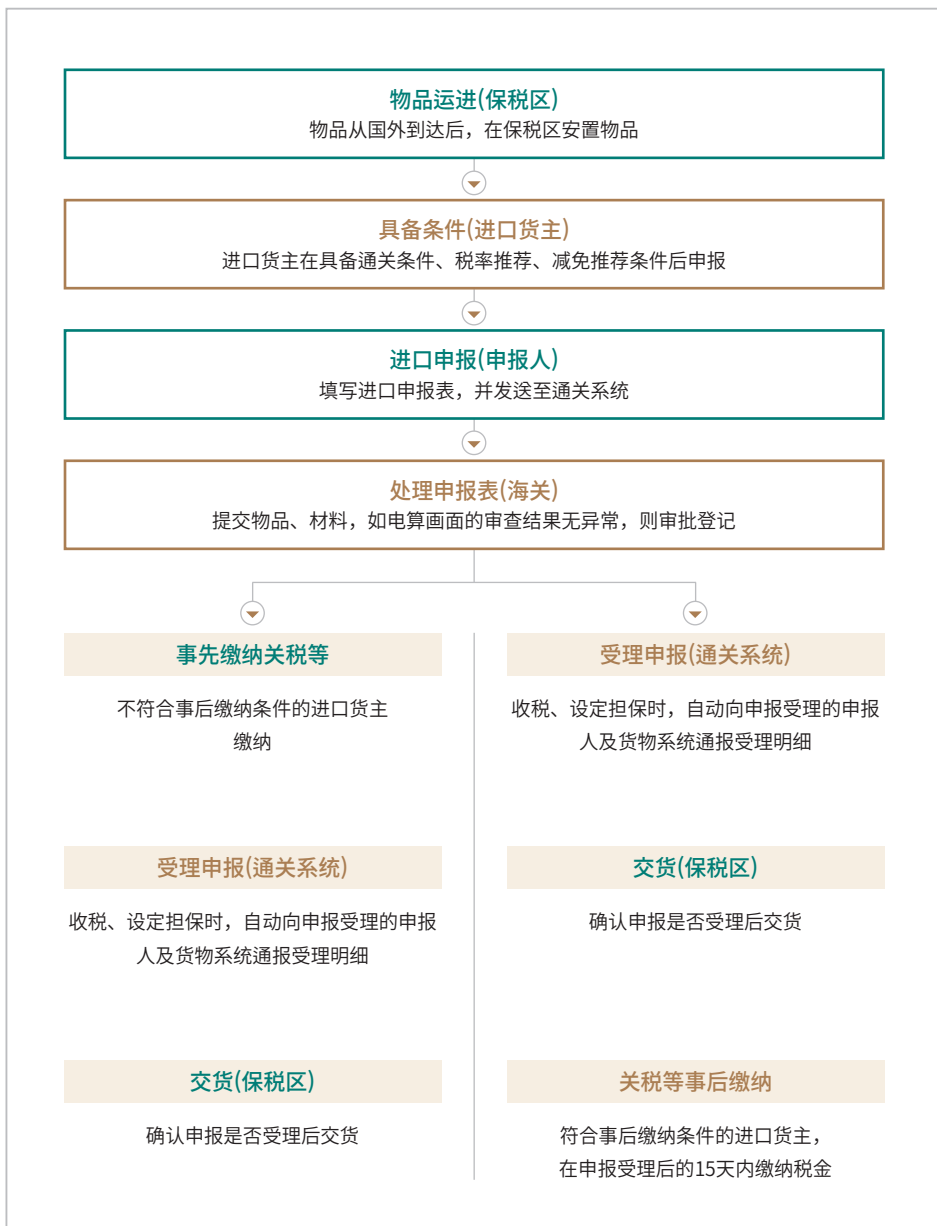 物品运进(保税区)
物品从国外到达后，在保税区安置物品
具备条件(进口货主)
进口货主在具备通关条件、税率推荐、减免推荐条件后申报
进口申报(申报人)
填写进口申报表，并发送至通关系统
处理申报表(海关)
提交物品、材料，如电算画面的审查结果无异常，则审批登记
事先缴纳关税等
不符合事后缴纳条件的进口货主
缴纳
受理申报(通关系统)
收税、设定担保时，自动向申报受理的申报
人及货物系统通报受理明细
交货(保税区)
确认申报是否受理后交货
受理申报(通关系统)
收税、设定担保时，自动向申报受理的申报
人及货物系统通报受理明细
交货(保税区)
确认申报是否受理后交货
关税等事后缴纳
符合事后缴纳条件的进口货主，
在申报受理后的15天内缴纳税金